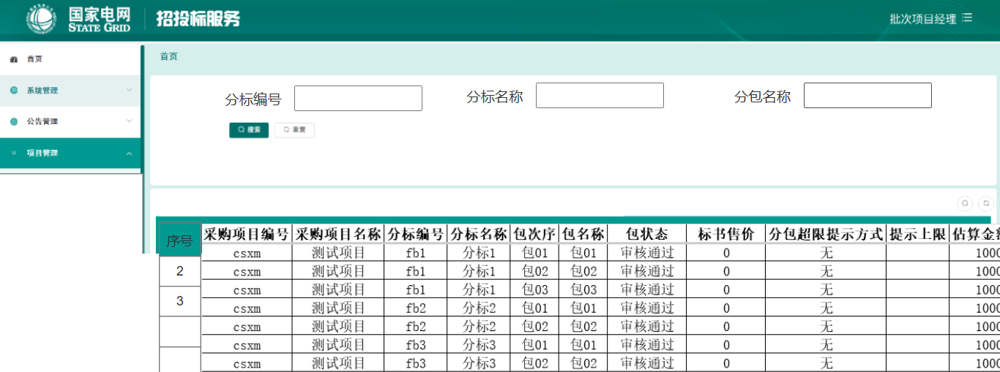 国家电网 招投标服务 批次项目经理
STATE GRID
首页
首页
系统管理
公告管理
项目管理
分标编号 分标名称 分包名称
搜索 重置
序号 采购项目编号 采购项目名称 分标编号 分标名称 包次序 包名称 包状态 标书售价 分包超限提示方式 提示上限 估算金额
csxm 测试项目 fb1 分标1 包01 包01 审核通过 0 无 1000
2 csxm 测试项目 fb1 分标1 包02 包02 审核通过 0 无 1000
3 csxm 测试项目 fb1 分标1 包03 包03 审核通过 0 无 1000
csxm 测试项目 fb2 分标2 包01 包01 审核通过 0 无 1000
csxm 测试项目 fb2 分标2 包02 包02 审核通过 0 无 1000
csxm 测试项目 fb3 分标3 包01 包01 审核通过 0 无 1000
csxm 测试项目 fb3 分标3 包02 包02 审核通过 0 无 1000